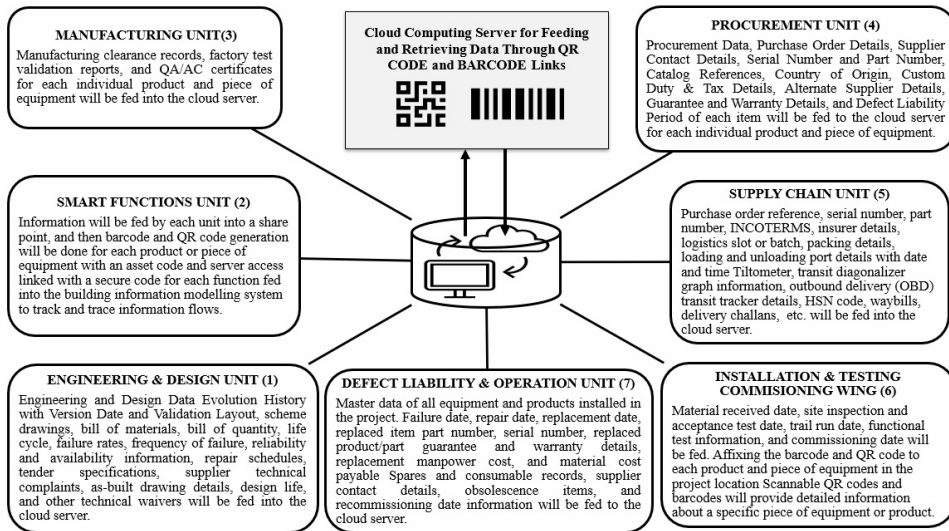 MANUFACTURING UNIT(3)
Manufacturing clearance records, factory test
validation reports, and QA/AC certificates
for each individual product and piece of
equipment will be fed into the cloud server.
Cloud Computing Server for Feeding
and Retrieving Data Through QR
CODE and BARCODE Links
PROCUREMENT UNIT (4)
Procurement Data, Purchase Order Details, Supplier
Contact Details, Serial Number and Part Number,
Catalog References, Country of Origin, Custom
Duty & Tax Details, Alternate Supplier Details,
Guarantee and Warranty Details, and Defect Liability
Period of each item will be fed to the cloud server
for each individual product and piece of equipment.
SMART FUNCTIONS UNIT (2)
Information will be fed by each unit into a share
point, and then barcode and QR code generation
will be done for each product or piece of
equipment with an asset code and server access
linked with a secure code for each function fed
into the building information modelling system
to track and trace information flows.
SUPPLY CHAIN UNIT (5)
Purchase order reference, serial number, part
number, INCOTERMS, insurer details,
logistics slot or batch, packing details,
loading and unloading port details with date
and time Tiltometer, transit diagonalizer
graph information, outbound delivery (OBD)
transit tracker details, HSN code, waybills,
delivery challans, etc. will be fed into the
cloud server.
ENGINEERING & DESIGN UNIT (1)
Engineering and Design Data Evolution History
with Version Date and Validation Layout, scheme
drawings, bill of materials, bill of quantity, life
cycle, failure rates, frequency of failure, reliability
and availability information, repair schedules,
tender specifications, supplier technical
complaints, as-built drawing details, design life,
and other technical waivers will be fed into the
cloud server.
DEFECT LIABILITY & OPERATION UNIT (7)
Master data of all equipment and products installed
in the project. Failure date, repair date, replacement date,
replaced item part number, serial number, replaced
product/part guarantee and warranty details,
replacement manpower cost, and material cost
payable Spares and consumable records, supplier
contact details, obsolescence items, and
recommissioning date information will be fed to the
cloud server.
INSTALLATION & TESTING
COMMISIONING WING (6)
Material received date, site inspection and
acceptance test date, trail run date, functional
test information, and commissioning date will
be fed. Affixing the barcode and QR code to
each product and piece of equipment in the
project location Scannable QR codes and
barcodes will provide detailed information
about a specific piece of equipment or product.